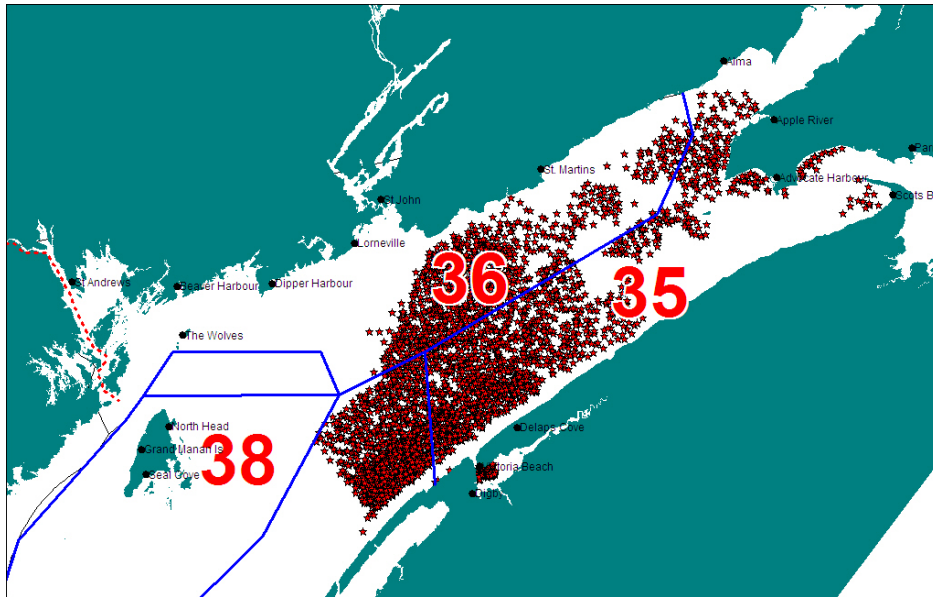 Alma
Apple River
St. Martins
Advocate Harbour
St John
Scots B
Lorneville
St Andrews
Beaver Harbour
Dipper Harbour
36
35
The Wolves
North Head
Delaps Cove
38
Grand Manan Is
Seal Cove
Victoria Beach
Digby